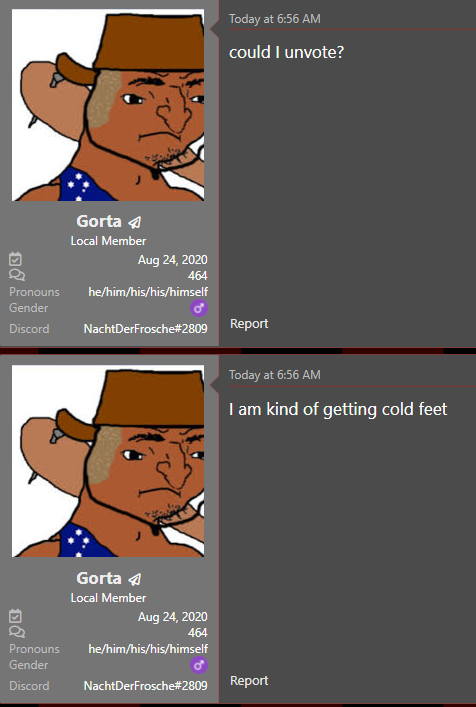 Today at 6:56 AM
could I unvote?
Gorta
Local Member
Aug 24, 2020
464
Pronouns he/him/his/his/himself
Gender
Discord NachtDerFrosche#2809
Report
Today at 6:56 AM
I am kind of getting cold feet
Gorta
Local Member
Aug 24, 2020
464
Pronouns he/him/his/his/himself
Gender
Discord NachtDerFrosche#2809
Report